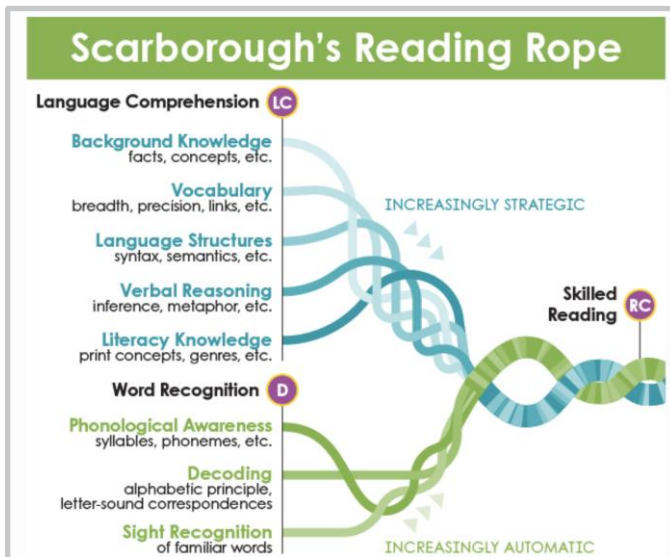 Scarborough's Reading Rope
Language Comprehension LC
Background Knowledge
facts, concepts, etc.
Vocabulary
breadth, precision, links, etc.
INCREASINGLY STRATEGIC
Language Structures
syntax, semantics, etc.
Verbal Reasoning
inference, metaphor, etc.
Skilled
Reading
RC
Literacy Knowledge
print concepts, genres, etc.
Word Recognition D
Phonological Awareness
syllables, phonemes, etc.
Decoding
alphabetic principle,
letter-sound correspondences
Sight Recognition
of familiar words
INCREASINGLY AUTOMATIC